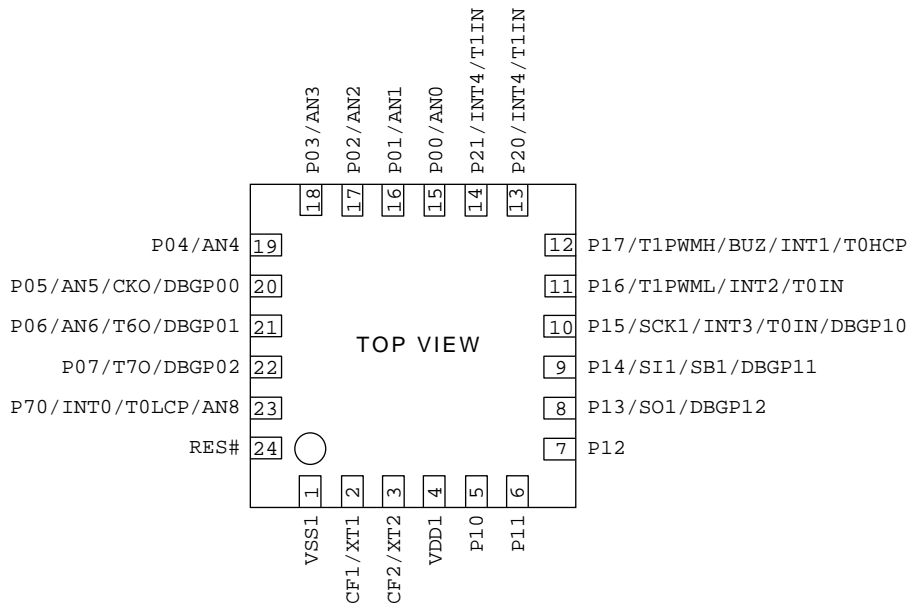 P03/AN3
P02/AN2
P01/AN1
P00/AN0
P21/INT4/T1IN
P20/INT4/T1IN
18
17
16
15
14
13
P04/AN4 19
12 P17/T1PWMH/BUZ/INT1/T0HCP
P05/AN5/CKO/DBGP00 20
11 P16/T1PWML/INT2/T0IN
P06/AN6/T6O/DBGP01 21
10 P15/SCK1/INT3/T0IN/DBGP10
TOP VIEW
P07/T7O/DBGP02 22
9 P14/SI1/SB1/DBGP11
P70/INT0/T0LCP/AN8 23
8 P13/SO1/DBGP12
RES# 24
7 P12
1
2
3
4
5
6
VSS1
CF1/XT1
CF2/XT2
VDD1
P10
P11